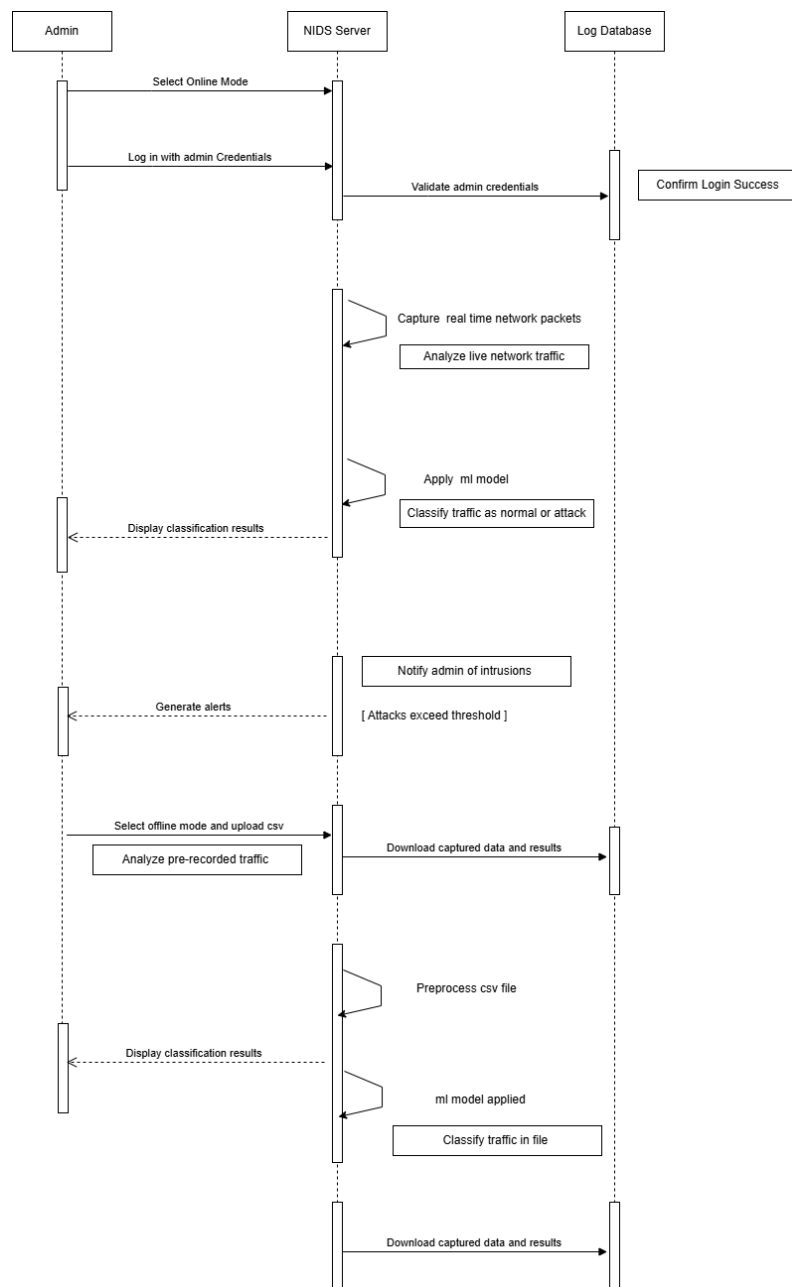 Admin
NIDS Server
Log Database
Select Online Mode
Log in with admin Credentials
Validate admin credentials
Confirm Login Success
Capture real time network packets
Analyze live network traffic
Apply ml model
Classify traffic as normal or attack
Display classification results
Notify admin of intrusions
Generate alerts
[ Attacks exceed threshold ]
Select offline mode and upload csv
Download captured data and results
Analyze pre-recorded traffic
Preprocess csv file
Display classification results
ml model applied
Classify traffic in file
Download captured data and results